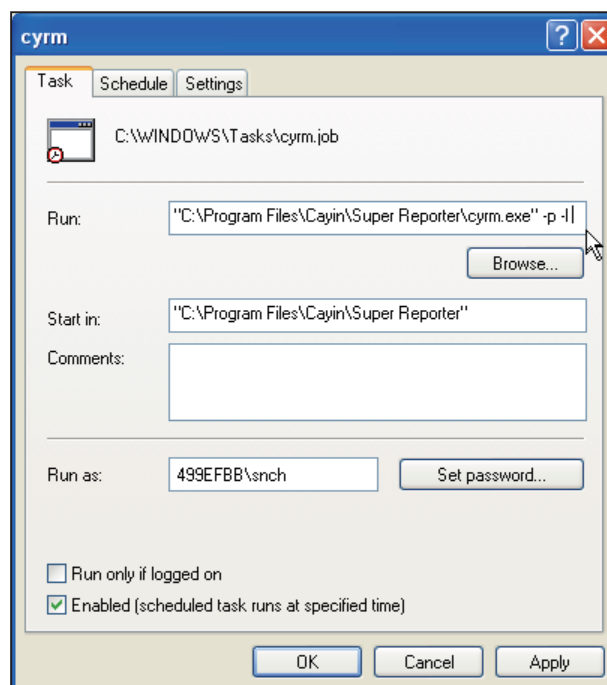 cyrm
Task Schedule Settings
C:\WINDOWS\Tasks\cyrm.job
Run: "C:\Program Files\Cayin\Super Reporter\cyrm.exe" -p -l
Browse...
Start in: "C:\Program Files\Cayin\Super Reporter"
Comments:
Run as: 499EFBB\snch Set password...
Run only if logged on
Enabled (scheduled task runs at specified time)
OK Cancel Apply